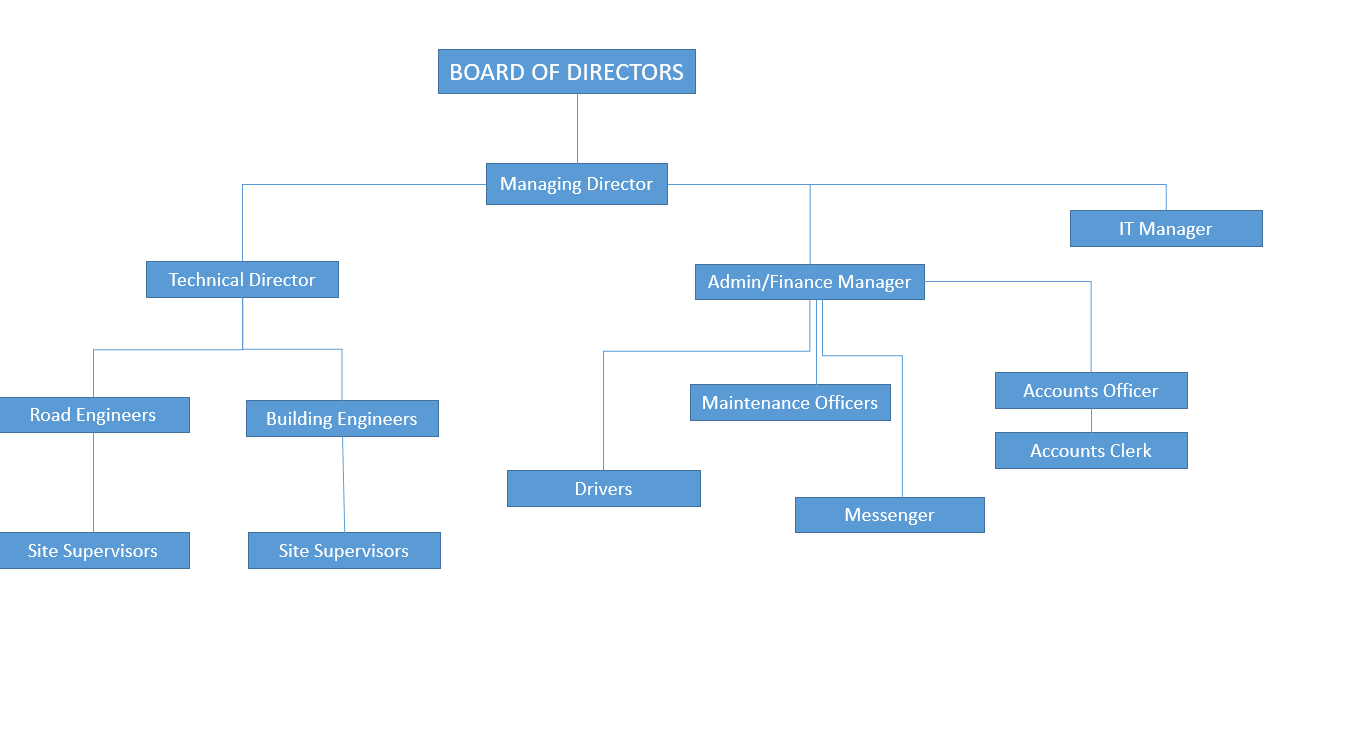 BOARD OF DIRECTORS
Managing Director
IT Manager
Technical Director
Admin/Finance Manager
Accounts Officer
Maintenance Officers
Road Engineers
Building Engineers
Accounts Clerk
Drivers
Messenger
Site Supervisors
Site Supervisors